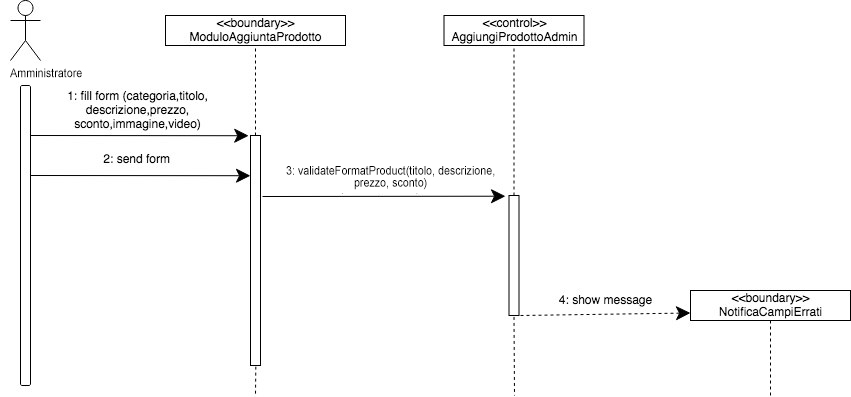 <<boundary>>
ModuloAggiuntaProdotto
<<control>>
AggiungiProdottoAdmin
Amministratore
1: fill form (categoria,titolo,
descrizione,prezzo,
sconto,immagine,video)
2: send form
3: validateFormatProduct(titolo, descrizione,
prezzo, sconto)
4: show message
<<boundary>>
NotificaCampiErrati